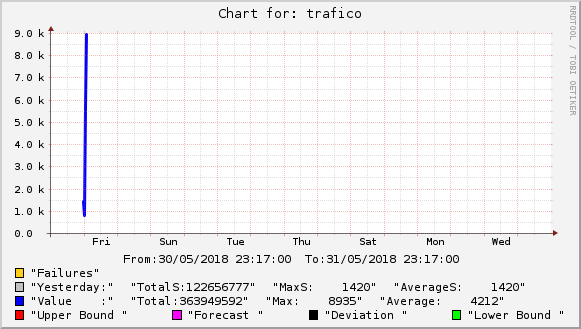 Chart for: trafico
RRDTOOL / TOBI OETIKER
9.0 k
8.0 k
7.0 k
6.0 k
5.0 k
4.0 k
3.0 k
2.0 k
1.0 k
0.0
Fri Sun Tue Thu Sat Mon Wed
From:30/05/2018 23:17:00 To:31/05/2018 23:17:00
"Failures"
"Yesterday:" "TotalS:122656777" "MaxS: 1420" "AverageS: 1420"
"Value :" "Total:363949592" "Max: 8935" "Average: 4212"
"Upper Bound " "Forecast " "Deviation " "Lower Bound "